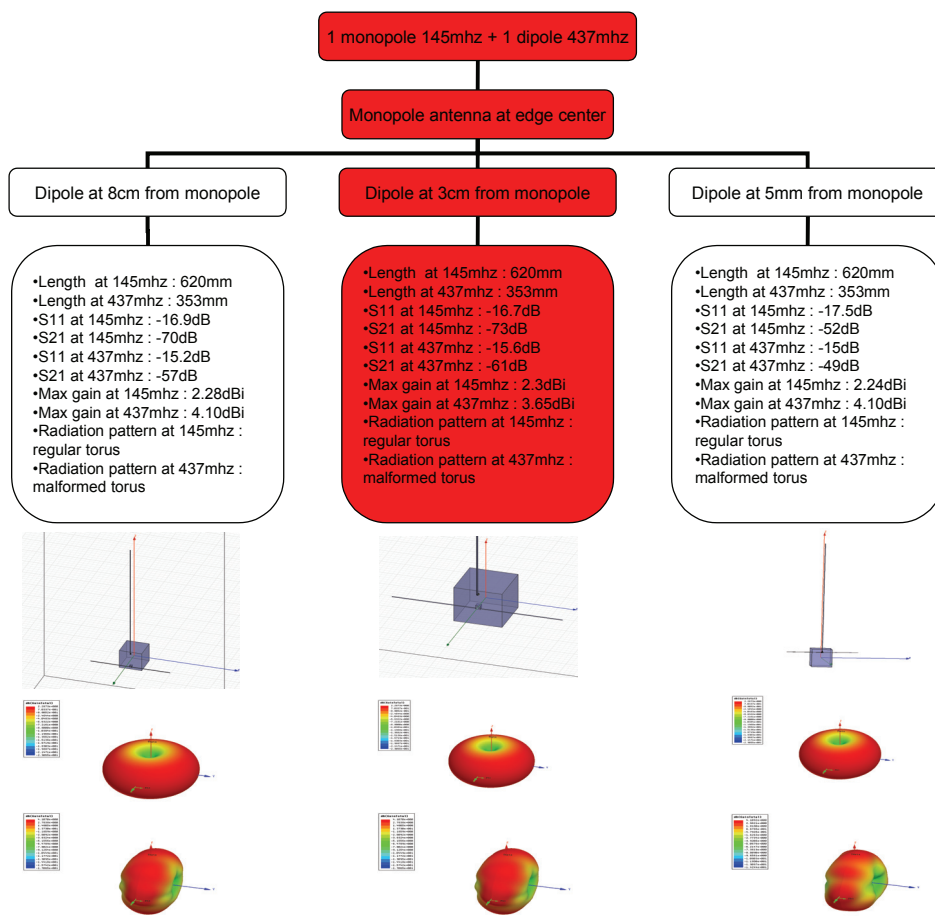 1 monopole 145mhz + 1 dipole 437mhz
Monopole antenna at edge center
Dipole at 8cm from monopole
•Length  at 145mhz : 620mm
•Length at 437mhz : 353mm
•S11 at 145mhz : -16.9dB
•S21 at 145mhz: -70dB
•S11 at 437mhz : -15.2dB
•S21 at 437mhz : -57dB
•Max gain at 145mhz : 2.28dBi
•Max gain at 437mhz : 4.10dBi
•Radiation pattern at 145mhz :
regular torus
•Radiation pattern at 437mhz :
malformed torus
Dipole at 3cm from monopole
•Length  at 145mhz : 620mm
•Length at 437mhz : 353mm
•S11 at 145mhz : -16.7dB
•S21 at 145mhz: -73dB
•S11 at 437mhz : -15.6dB
•S21 at 437mhz : -61dB
•Max gain at 145mhz : 2.3dBi
•Max gain at 437mhz : 3.65dBi
•Radiation pattern at 145mhz :
regular torus
•Radiation pattern at 437mhz :
malformed torus
Dipole at 5mm from monopole
•Length  at 145mhz : 620mm
•Length at 437mhz : 353mm
•S11 at 145mhz : -17.5dB
•S21 at 145mhz: -52dB
•S11 at 437mhz : -15dB
•S21 at 437mhz : -49dB
•Max gain at 145mhz : 2.24dBi
•Max gain at 437mhz : 4.10dBi
•Radiation pattern at 145mhz :
regular torus
•Radiation pattern at 437mhz :
malformed torus